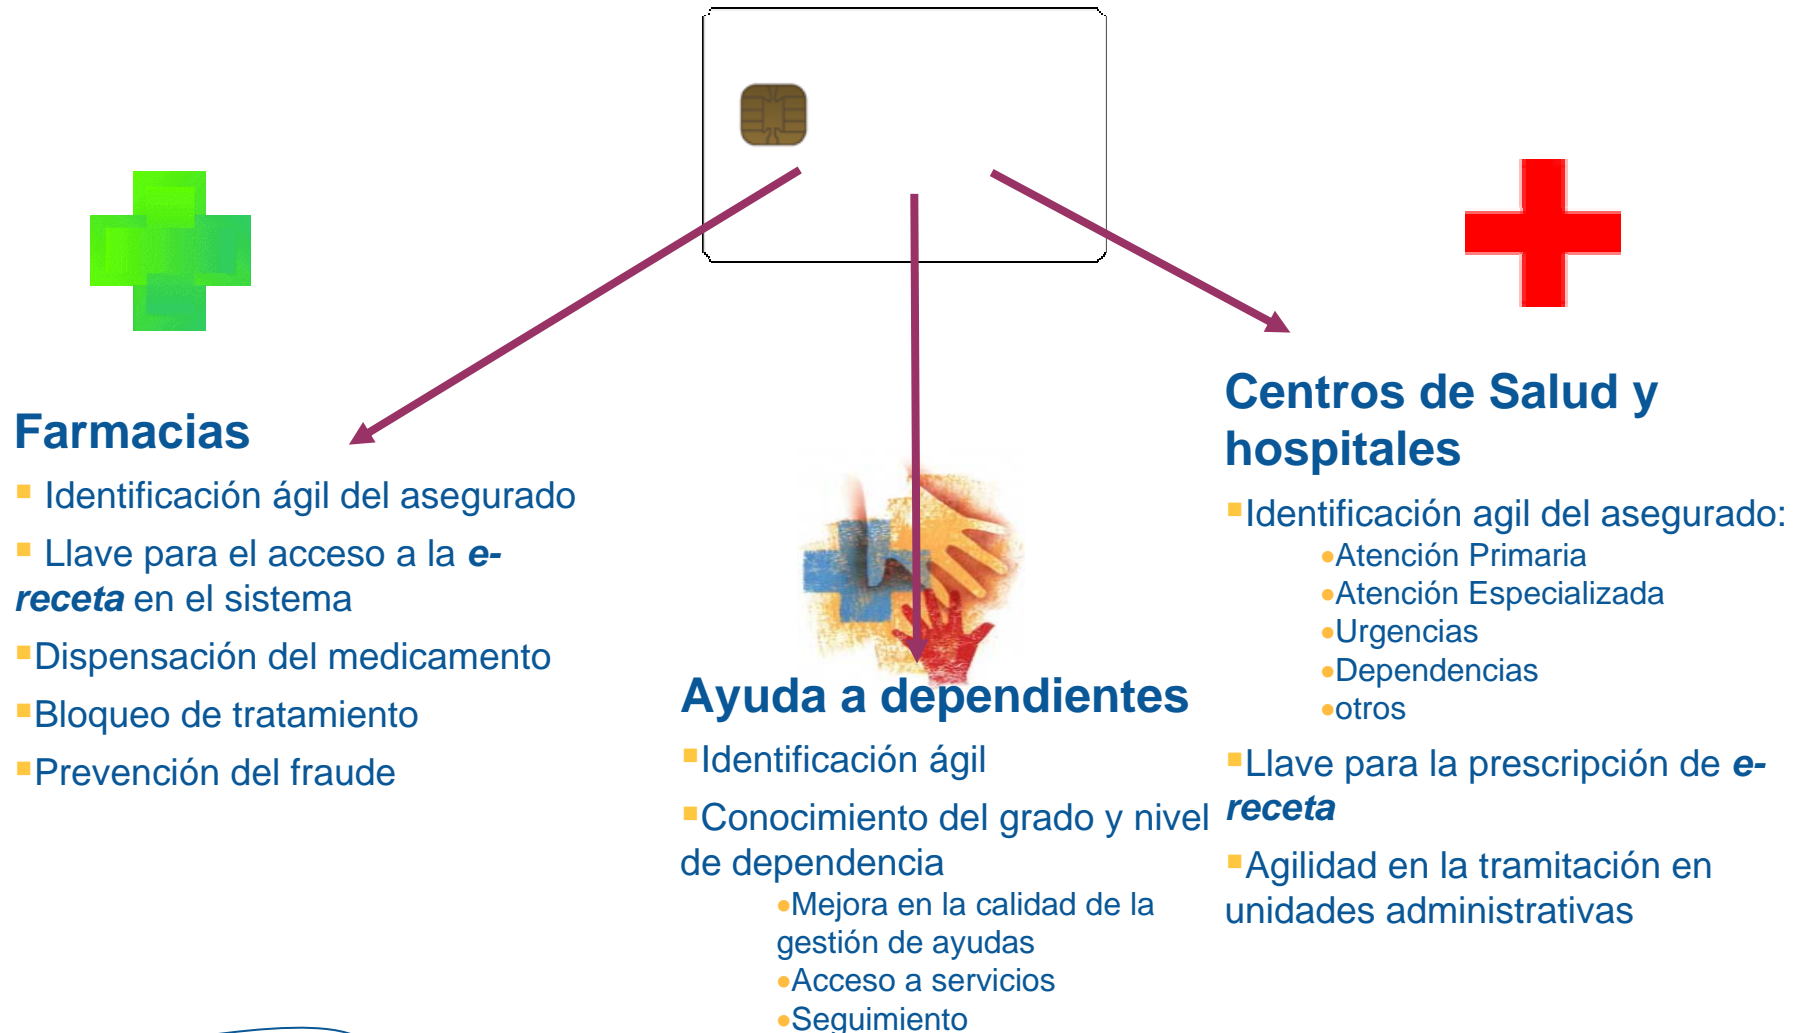 Farmacias
▪ Identificación ágil del asegurado
▪ Llave para el acceso a la e-
receta en el sistema
▪Dispensación del medicamento
▪Bloqueo de tratamiento
▪Prevención del fraude
Ayuda a dependientes
▪Identificación ágil
▪Conocimiento del grado y nivel
de dependencia
•Mejora en la calidad de la
gestión de ayudas
•Acceso a servicios
•Seguimiento
Centros de Salud y
hospitales
▪Identificación agil del asegurado:
•Atención Primaria
•Atención Especializada
•Urgencias
•Dependencias
•otros
▪Llave para la prescripción de e-
receta
▪Agilidad en la tramitación en
unidades administrativas